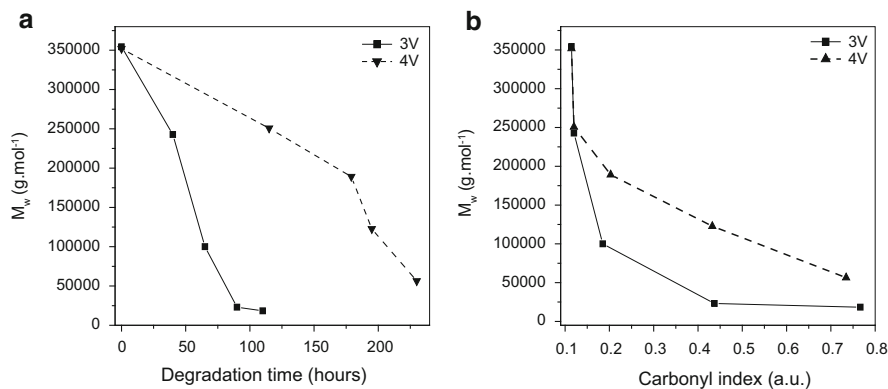 a
3V
4V
350000
300000
250000
200000
150000
100000
50000
0
M_w (g.mol⁻¹)
0 50 100 150 200
Degradation time (hours)
b
3V
4V
350000
300000
250000
200000
150000
100000
50000
0
M_w (g.mol⁻¹)
0.1 0.2 0.3 0.4 0.5 0.6 0.7 0.8
Carbonyl index (a.u.)